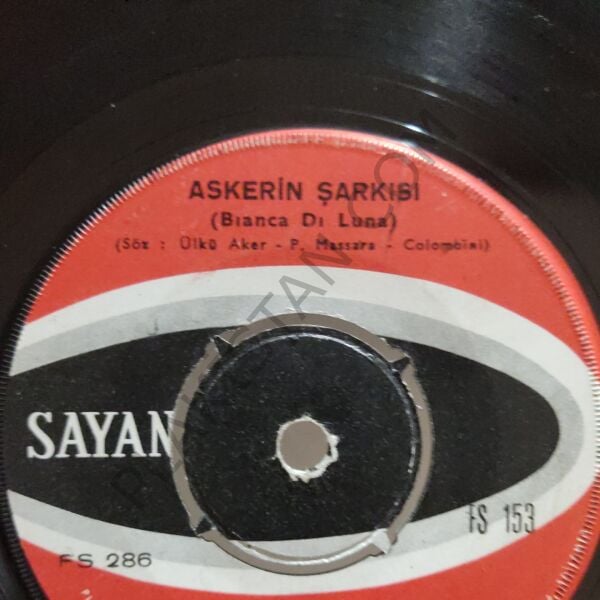 ASKERİN ŞARKISI
(Bıanca Dı Luna)
(Söz : Ülkü Aker - P. Massara - Colombini)
SAYAN
FS 153
FS 286